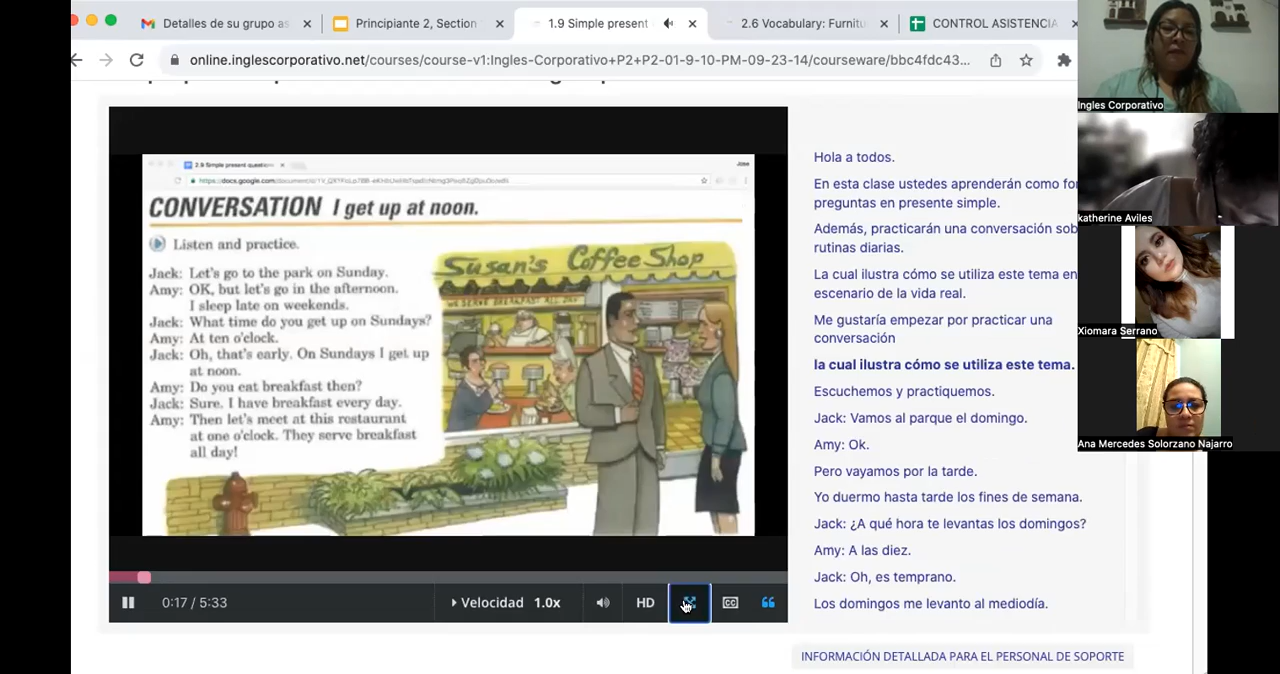 Detalles de su grupo as
Principiante 2, Section
1.9 Simple present
2.6 Vocabulary: Furnitu
CONTROL ASISTENCIA
online.inglescorporativo.net/courses/course-v1:Ingles-Corporativo+P2+P2-01-9-10-PM-09-23-14/courseware/bbc4fdc43...
2.9 Simple present question
CONVERSATION I get up at noon.
Listen and practice.
Jack: Let's go to the park on Sunday.
Amy: OK, but let's go in the afternoon.
I sleep late on weekends.
Jack: What time do you get up on Sundays?
Amy: At ten o'clock.
Jack: Oh, that's early. On Sundays I get up
at noon.
Amy: Do you eat breakfast then?
Jack: Sure. I have breakfast every day.
Amy: Then let's meet at this restaurant
at one o'clock. They serve breakfast
all day!
Susan's Coffee Shop
WE SERVE BREAKFAST ALL DAY
0:17 / 5:33
Velocidad 1.0x
HD
CC
Hola a todos.
En esta clase ustedes aprenderán como for
preguntas en presente simple.
Además, practicarán una conversación sob
rutinas diarias.
La cual ilustra cómo se utiliza este tema en
escenario de la vida real.
Me gustaría empezar por practicar una
conversación
la cual ilustra cómo se utiliza este tema.
Escuchemos y practiquemos.
Jack: Vamos al parque el domingo.
Amy: Ok.
Pero vayamos por la tarde.
Yo duermo hasta tarde los fines de semana.
Jack: ¿A qué hora te levantas los domingos?
Amy: A las diez.
Jack: Oh, es temprano.
Los domingos me levanto al mediodía.
INFORMACIÓN DETALLADA PARA EL PERSONAL DE SOPORTE
Ingles Corporativo
katherine Aviles
Xiomara Serrano
Ana Mercedes Solorzano Najarro